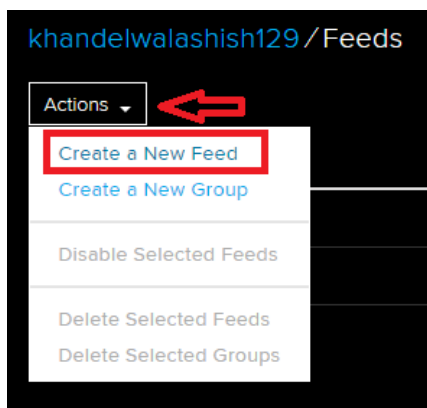 khandelwalashish129/Feeds
Actions
Create a New Feed
Create a New Group
Disable Selected Feeds
Delete Selected Feeds
Delete Selected Groups